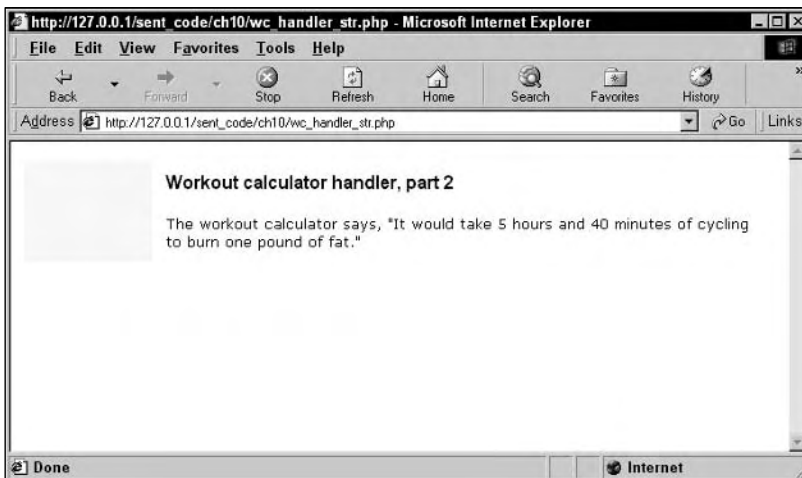 http://127.0.0.1/sent_code/ch10/wc_handler_str.php - Microsoft Internet Explorer
File Edit View Favorites Tools Help
Back Forward Stop Refresh Home Search Favorites History »
Address http://127.0.0.1/sent_code/ch10/wc_handler_str.php Go Links
Workout calculator handler, part 2
The workout calculator says, "It would take 5 hours and 40 minutes of cycling
to burn one pound of fat."
Done Internet